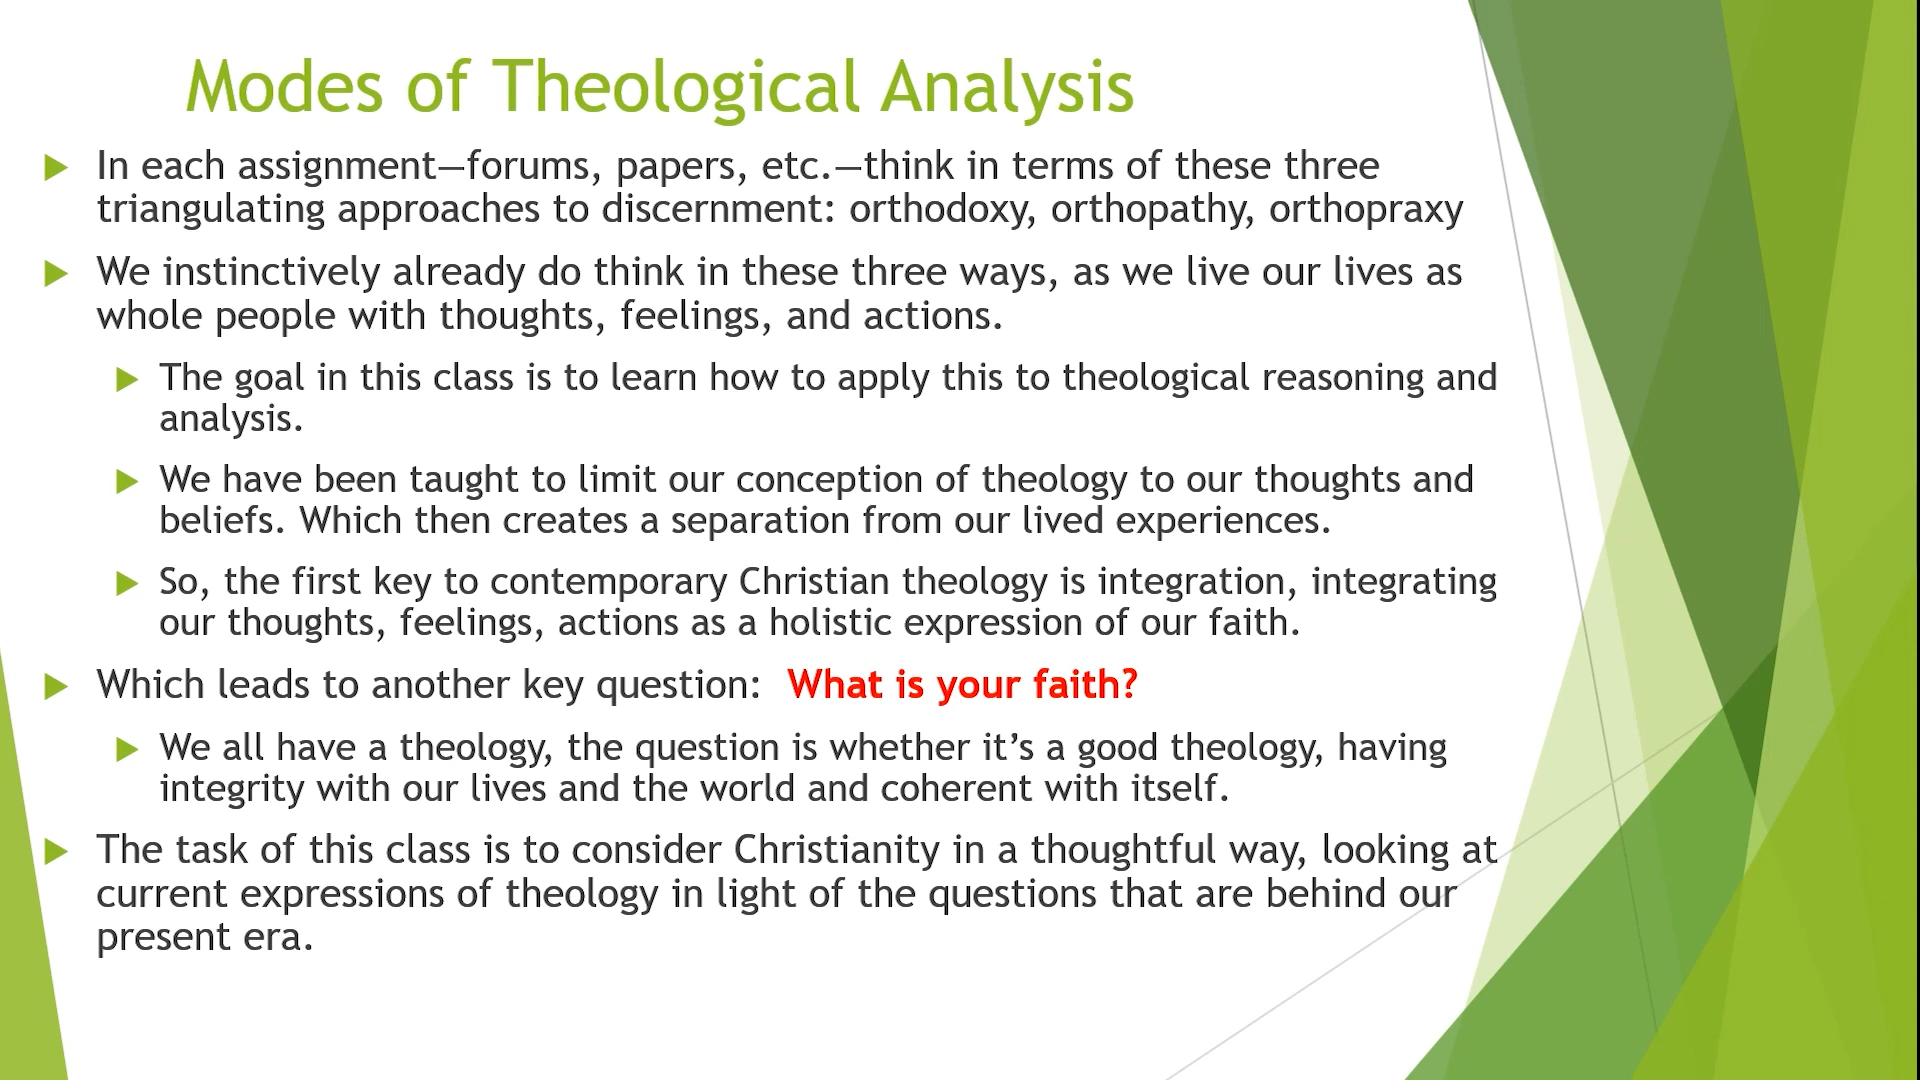 Modes of Theological Analysis
In each assignment—forums, papers, etc.—think in terms of these three
triangulating approaches to discernment: orthodoxy, orthopathy, orthopraxy
We instinctively already do think in these three ways, as we live our lives as
whole people with thoughts, feelings, and actions.
The goal in this class is to learn how to apply this to theological reasoning and
analysis.
We have been taught to limit our conception of theology to our thoughts and
beliefs. Which then creates a separation from our lived experiences.
So, the first key to contemporary Christian theology is integration, integrating
our thoughts, feelings, actions as a holistic expression of our faith.
Which leads to another key question:  What is your faith?
We all have a theology, the question is whether it’s a good theology, having
integrity with our lives and the world and coherent with itself.
The task of this class is to consider Christianity in a thoughtful way, looking at
current expressions of theology in light of the questions that are behind our
present era.